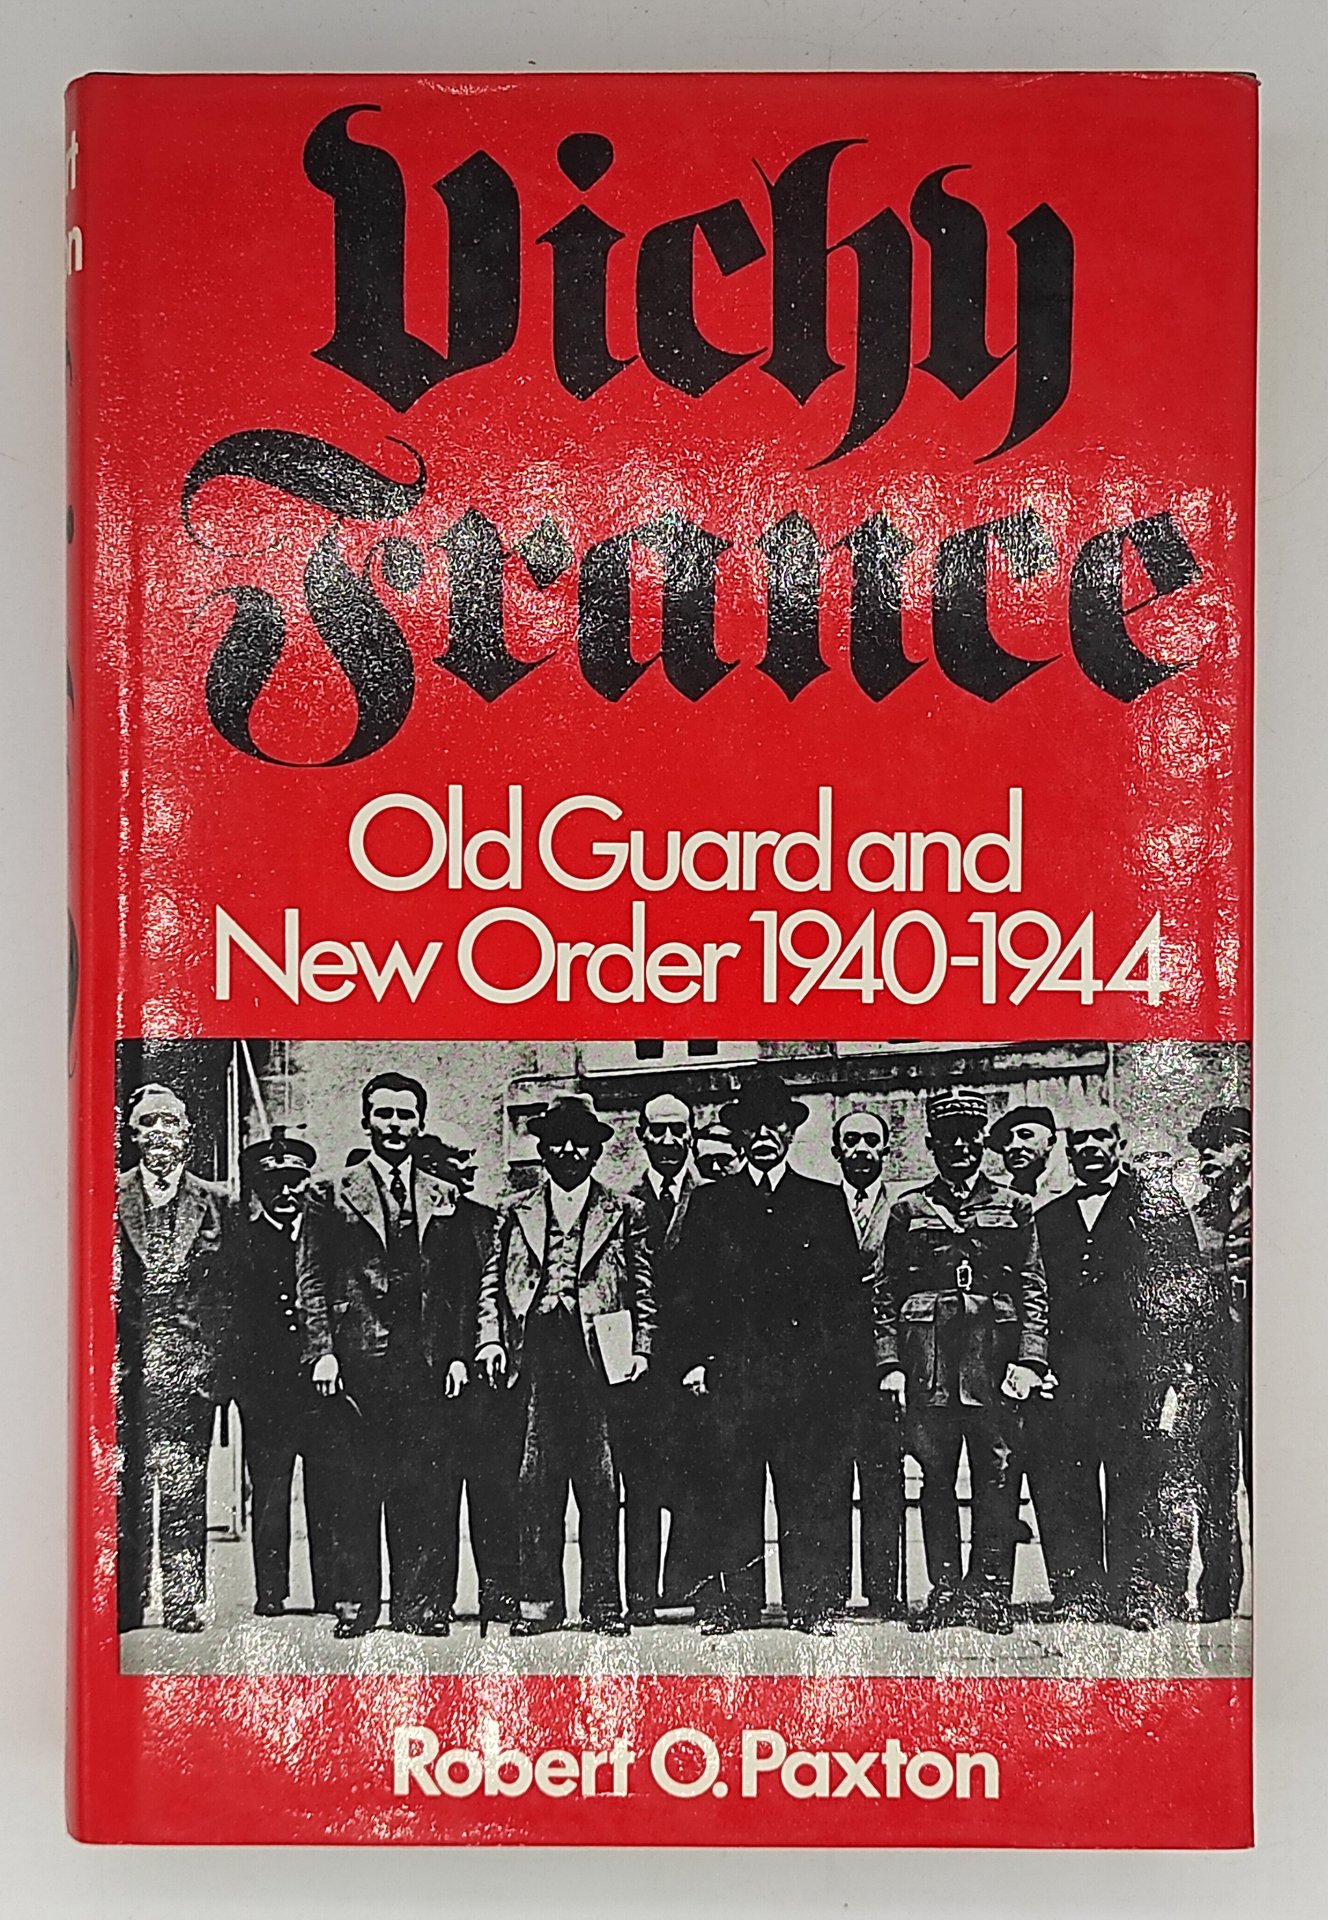 Vichy
France
Old Guard and
New Order 1940-1944
Robert O. Paxton